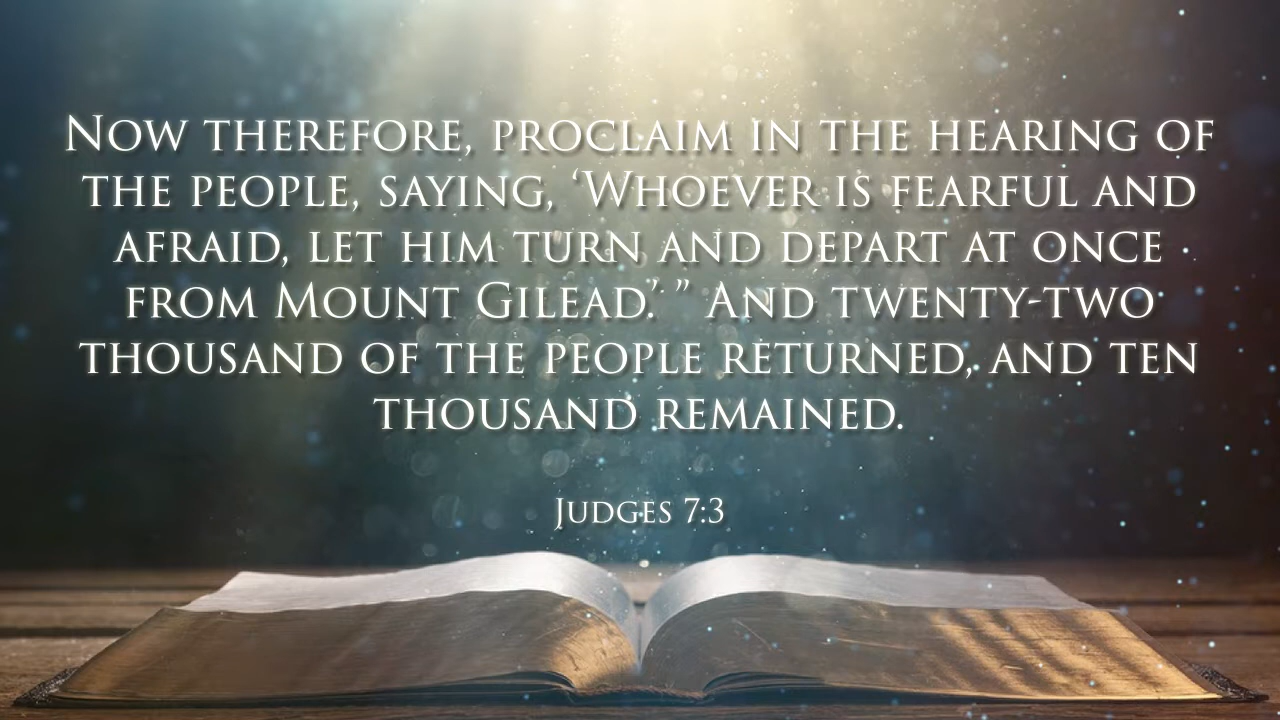 Now therefore, proclaim in the hearing of
the people, saying, ‘Whoever is fearful and
afraid, let him turn and depart at once
from Mount Gilead.’ ” And twenty-two
thousand of the people returned, and ten
thousand remained.
Judges 7:3